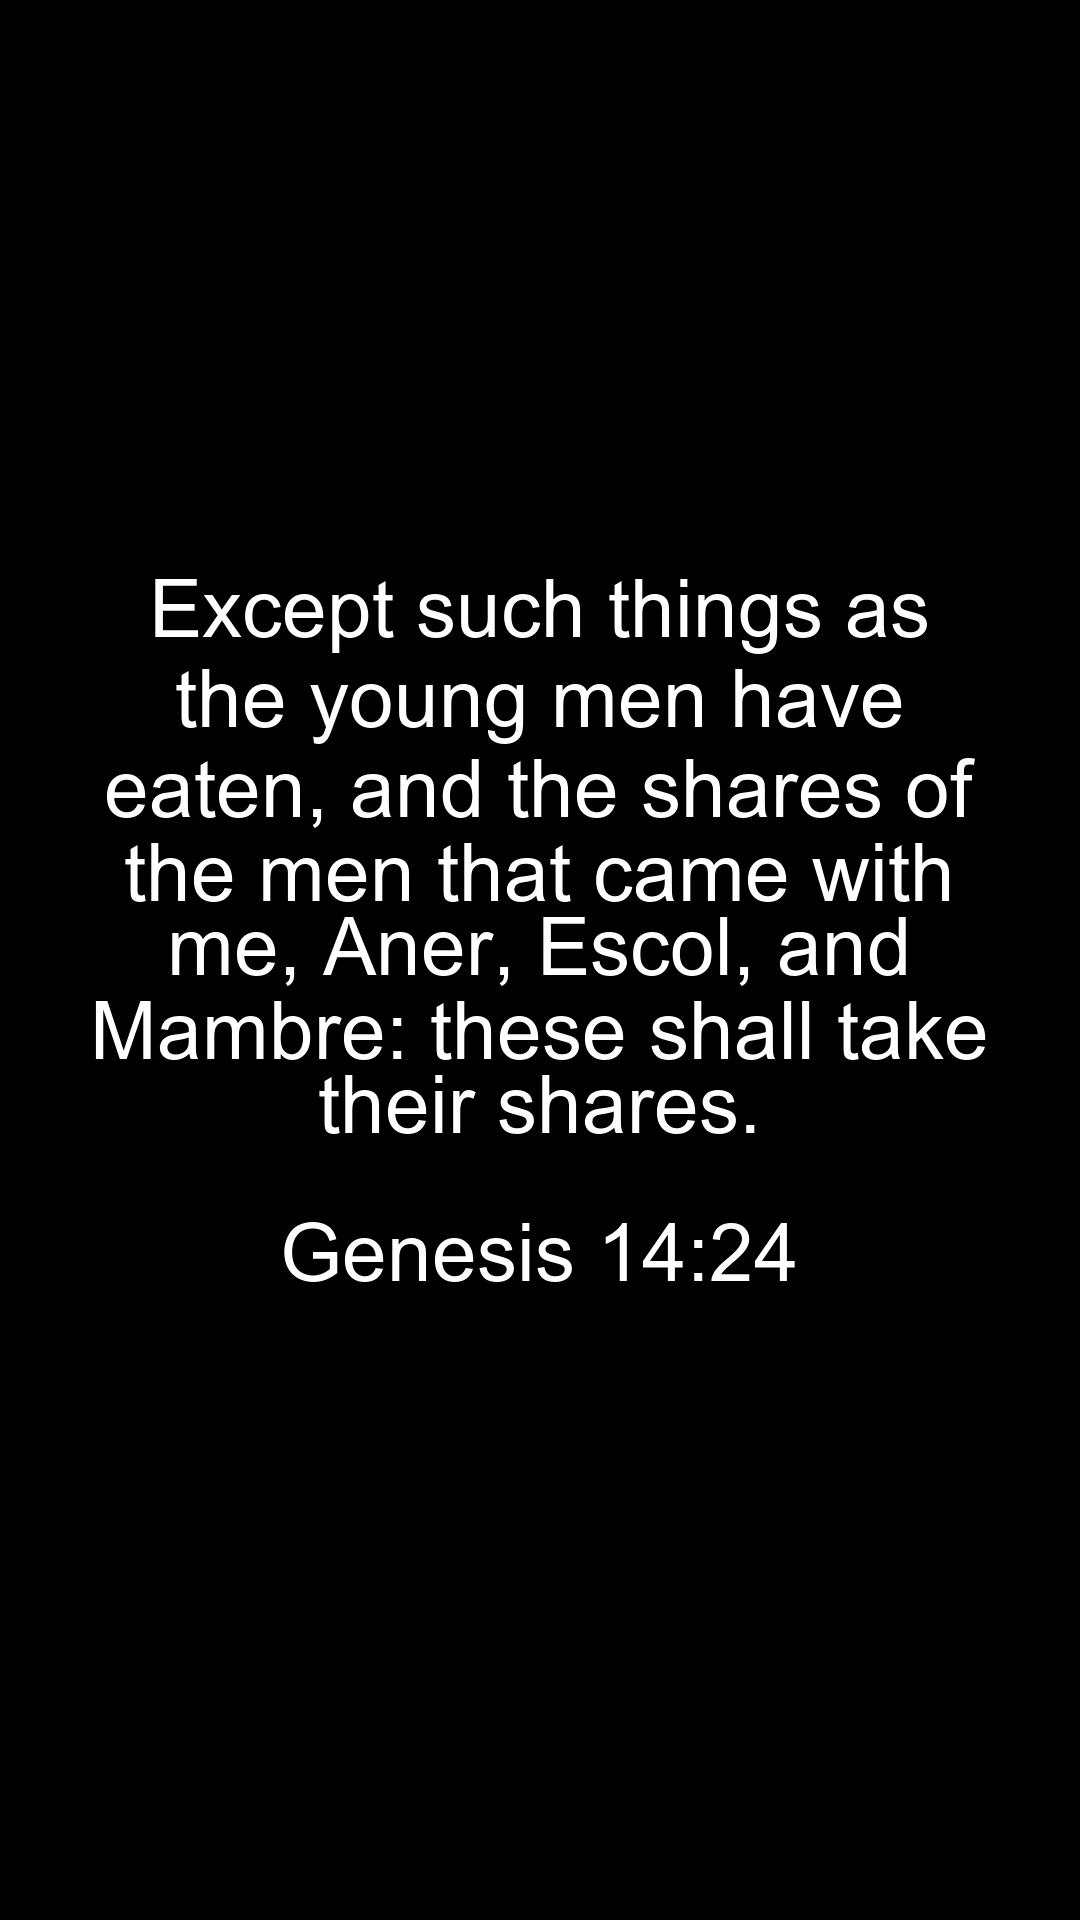 Except such things as
the young men have
eaten, and the shares of
the men that came with
me, Aner, Escol, and
Mambre: these shall take
their shares.
Genesis 14:24